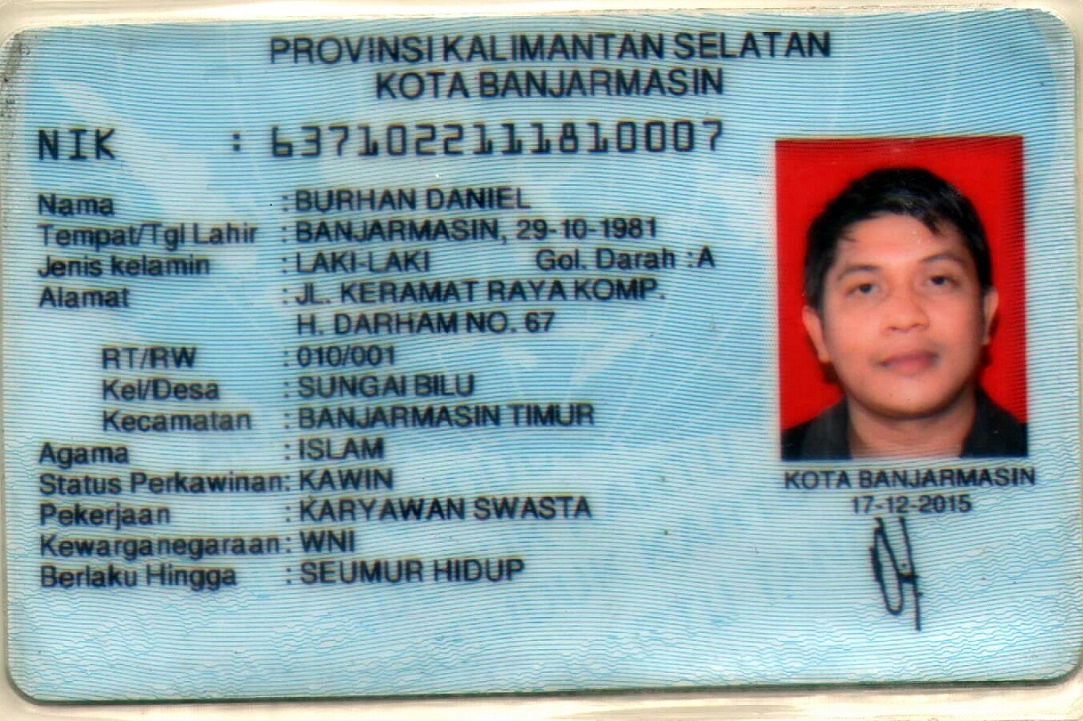 PROVINSI KALIMANTAN SELATAN
KOTA BANJARMASIN
NIK : 6371022111810007
Nama : BURHAN DANIEL
Tempat/Tgl Lahir : BANJARMASIN, 29-10-1981
Jenis kelamin : LAKI-LAKI Gol. Darah : A
Alamat : JL. KERAMAT RAYA KOMP.
H. DARHAM NO. 67
RT/RW : 010/001
Kel/Desa : SUNGAI BILU
Kecamatan : BANJARMASIN TIMUR
Agama : ISLAM
Status Perkawinan: KAWIN
Pekerjaan : KARYAWAN SWASTA
Kewarganegaraan: WNI
Berlaku Hingga : SEUMUR HIDUP
KOTA BANJARMASIN
17-12-2015